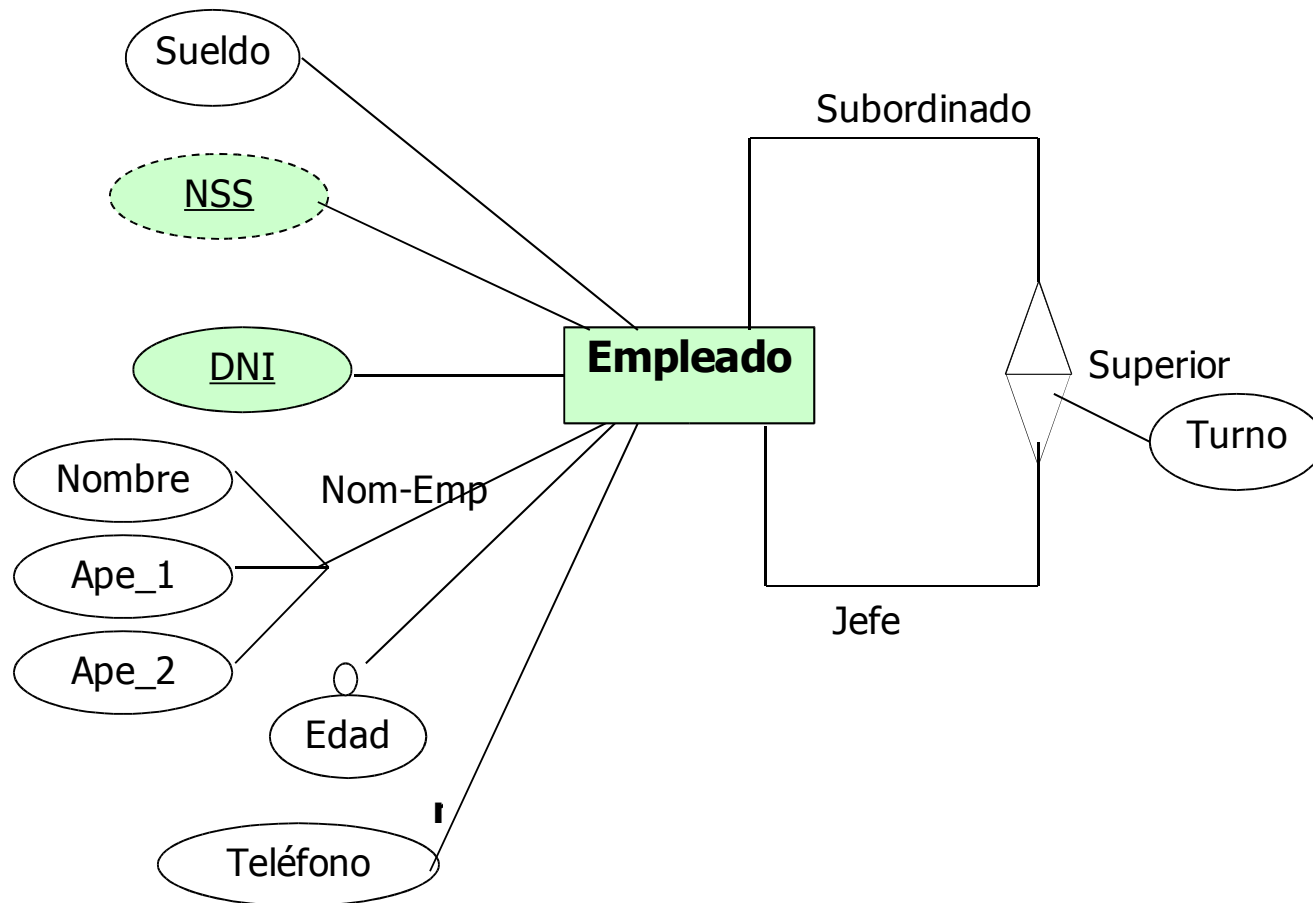 Sueldo
Subordinado
NSS
Empleado
DNI
Superior
Turno
Nombre
Nom-Emp
Ape_1
Jefe
Ape_2
Edad
Teléfono